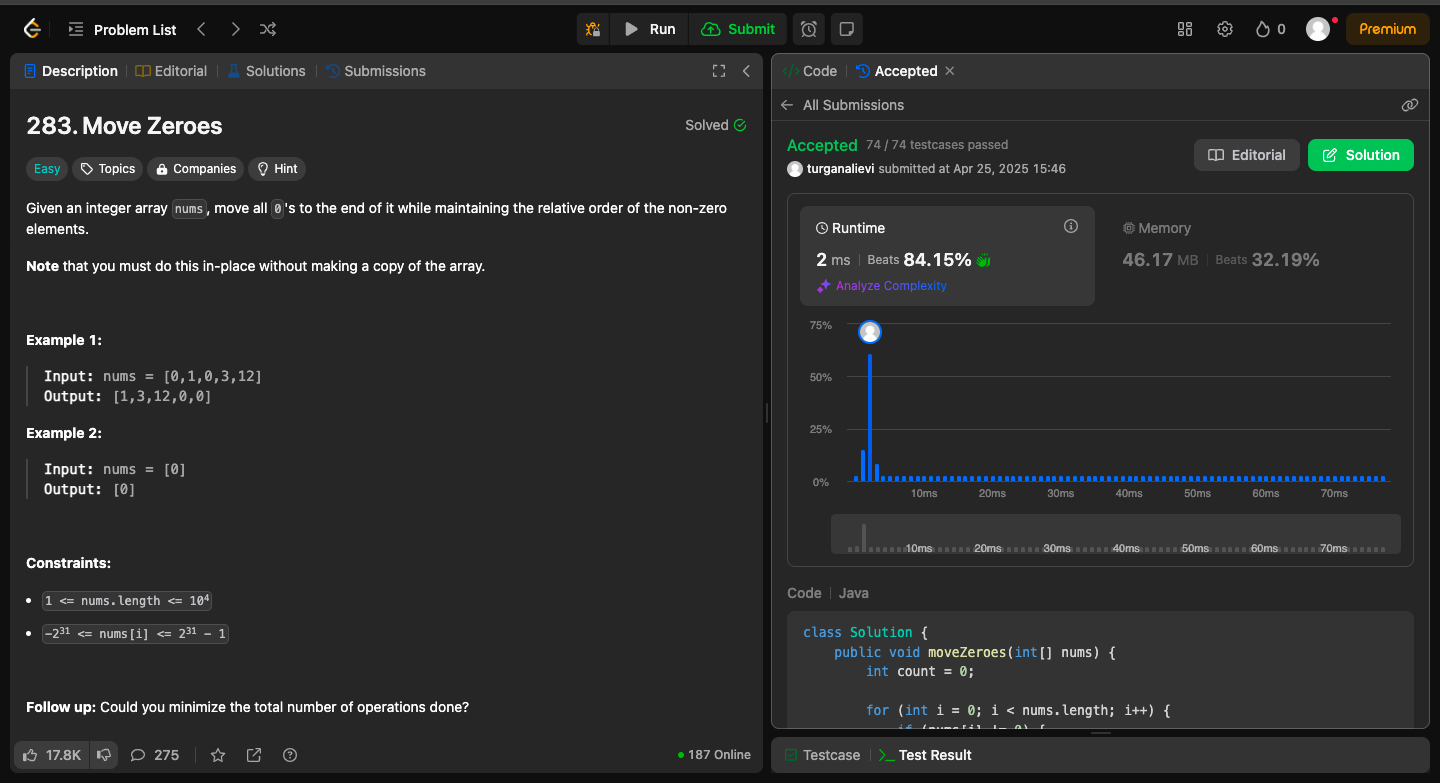 Problem List
Run
Submit
0
Premium
Description
Editorial
Solutions
Submissions
283. Move Zeroes
Solved
Easy
Topics
Companies
Hint
Given an integer array nums, move all 0's to the end of it while maintaining the relative order of the non-zero
elements.
Note that you must do this in-place without making a copy of the array.
Example 1:
Input: nums = [0,1,0,3,12]
Output: [1,3,12,0,0]
Example 2:
Input: nums = [0]
Output: [0]
Constraints:
1 <= nums.length <= 10⁴
-2³¹ <= nums[i] <= 2³¹ - 1
Follow up: Could you minimize the total number of operations done?
17.8K
275
187 Online
Code
Accepted
All Submissions
Accepted 74 / 74 testcases passed
turganalievi submitted at Apr 25, 2025 15:46
Editorial
Solution
Runtime
2 ms Beats 84.15%
Analyze Complexity
Memory
46.17 MB Beats 32.19%
75%
50%
25%
0%
10ms 20ms 30ms 40ms 50ms 60ms 70ms
10ms 20ms 30ms 40ms 50ms 60ms 70ms
Code Java
class Solution {
public void moveZeroes(int[] nums) {
int count = 0;
for (int i = 0; i < nums.length; i++) {
if (nums[i] != 0) {
Testcase
Test Result